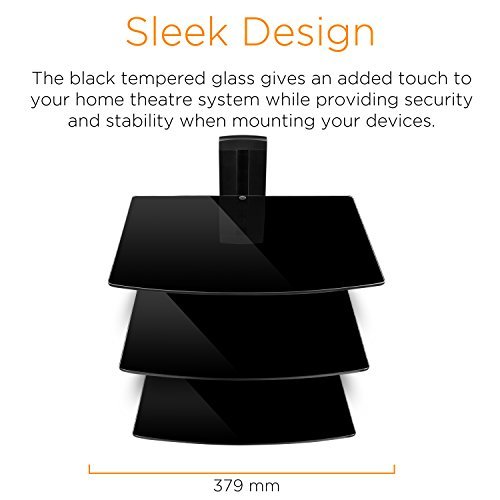 Sleek Design
The black tempered glass gives an added touch to
your home theatre system while providing security
and stability when mounting your devices.
379 mm